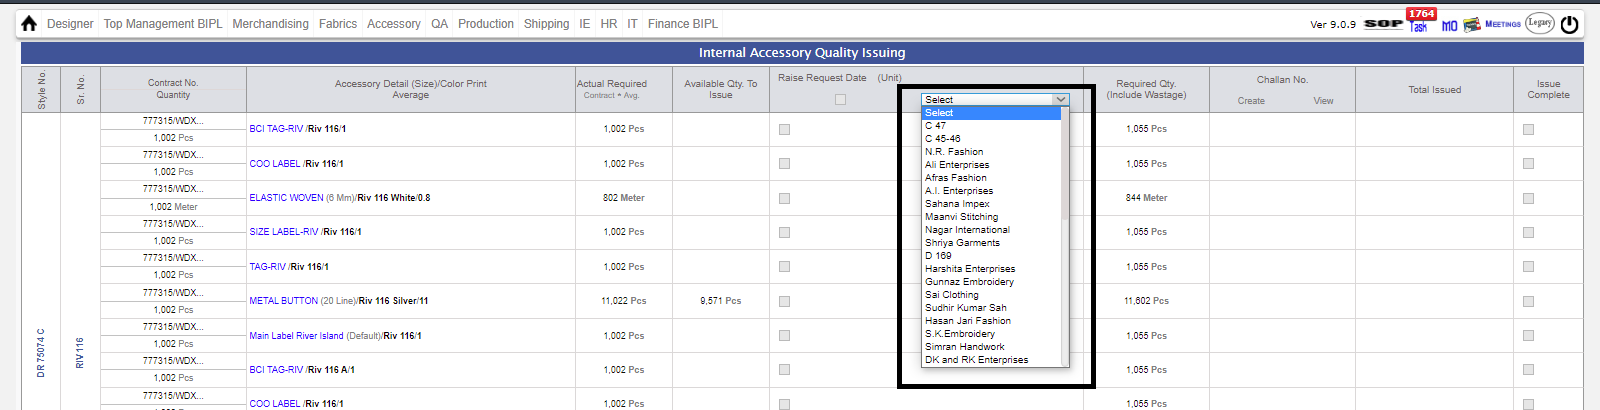 Designer Top Management BIPL Merchandising Fabrics Accessory QA Production Shipping IE HR IT Finance BIPL Ver 9.0.9 SOP 1764 Task MO MEETINGS Legacy
Internal Accessory Quality Issuing
Style No. Sr. No. Contract No. Quantity Accessory Detail (Size)/Color Print Average Actual Required Contract * Avg. Available Qty. To Issue Raise Request Date (Unit) Required Qty. (Include Wastage) Challan No. Create View Total Issued Issue Complete
Select
Select
C 47
C 45-46
N.R. Fashion
Ali Enterprises
Afras Fashion
A.I. Enterprises
Sahana Impex
Maanvi Stitching
Nagar International
Shriya Garments
D 169
Harshita Enterprises
Gunnaz Embroidery
Sai Clothing
Sudhir Kumar Sah
Hasan Jari Fashion
S.K.Embroidery
Simran Handwork
DK and RK Enterprises
DR 75074 C
RIV 116
777315/WDX...
1,002 Pcs
BCI TAG-RIV /Riv 116/1 1,002 Pcs 1,055 Pcs
777315/WDX...
1,002 Pcs
COO LABEL /Riv 116/1 1,002 Pcs 1,055 Pcs
777315/WDX...
1,002 Meter
ELASTIC WOVEN (6 Mm)/Riv 116 White/0.8 802 Meter 844 Meter
777315/WDX...
1,002 Pcs
SIZE LABEL-RIV /Riv 116/1 1,002 Pcs 1,055 Pcs
777315/WDX...
1,002 Pcs
TAG-RIV /Riv 116/1 1,002 Pcs 1,055 Pcs
777315/WDX...
1,002 Pcs
METAL BUTTON (20 Line)/Riv 116 Silver/11 11,022 Pcs 9,571 Pcs 11,602 Pcs
777315/WDX...
1,002 Pcs
Main Label River Island (Default)/Riv 116/1 1,002 Pcs 1,055 Pcs
777315/WDX...
1,002 Pcs
BCI TAG-RIV /Riv 116 A/1 1,002 Pcs 1,055 Pcs
777315/WDX...
1,002 Pcs
COO LABEL /Riv 116/1 1,002 Pcs 1,055 Pcs